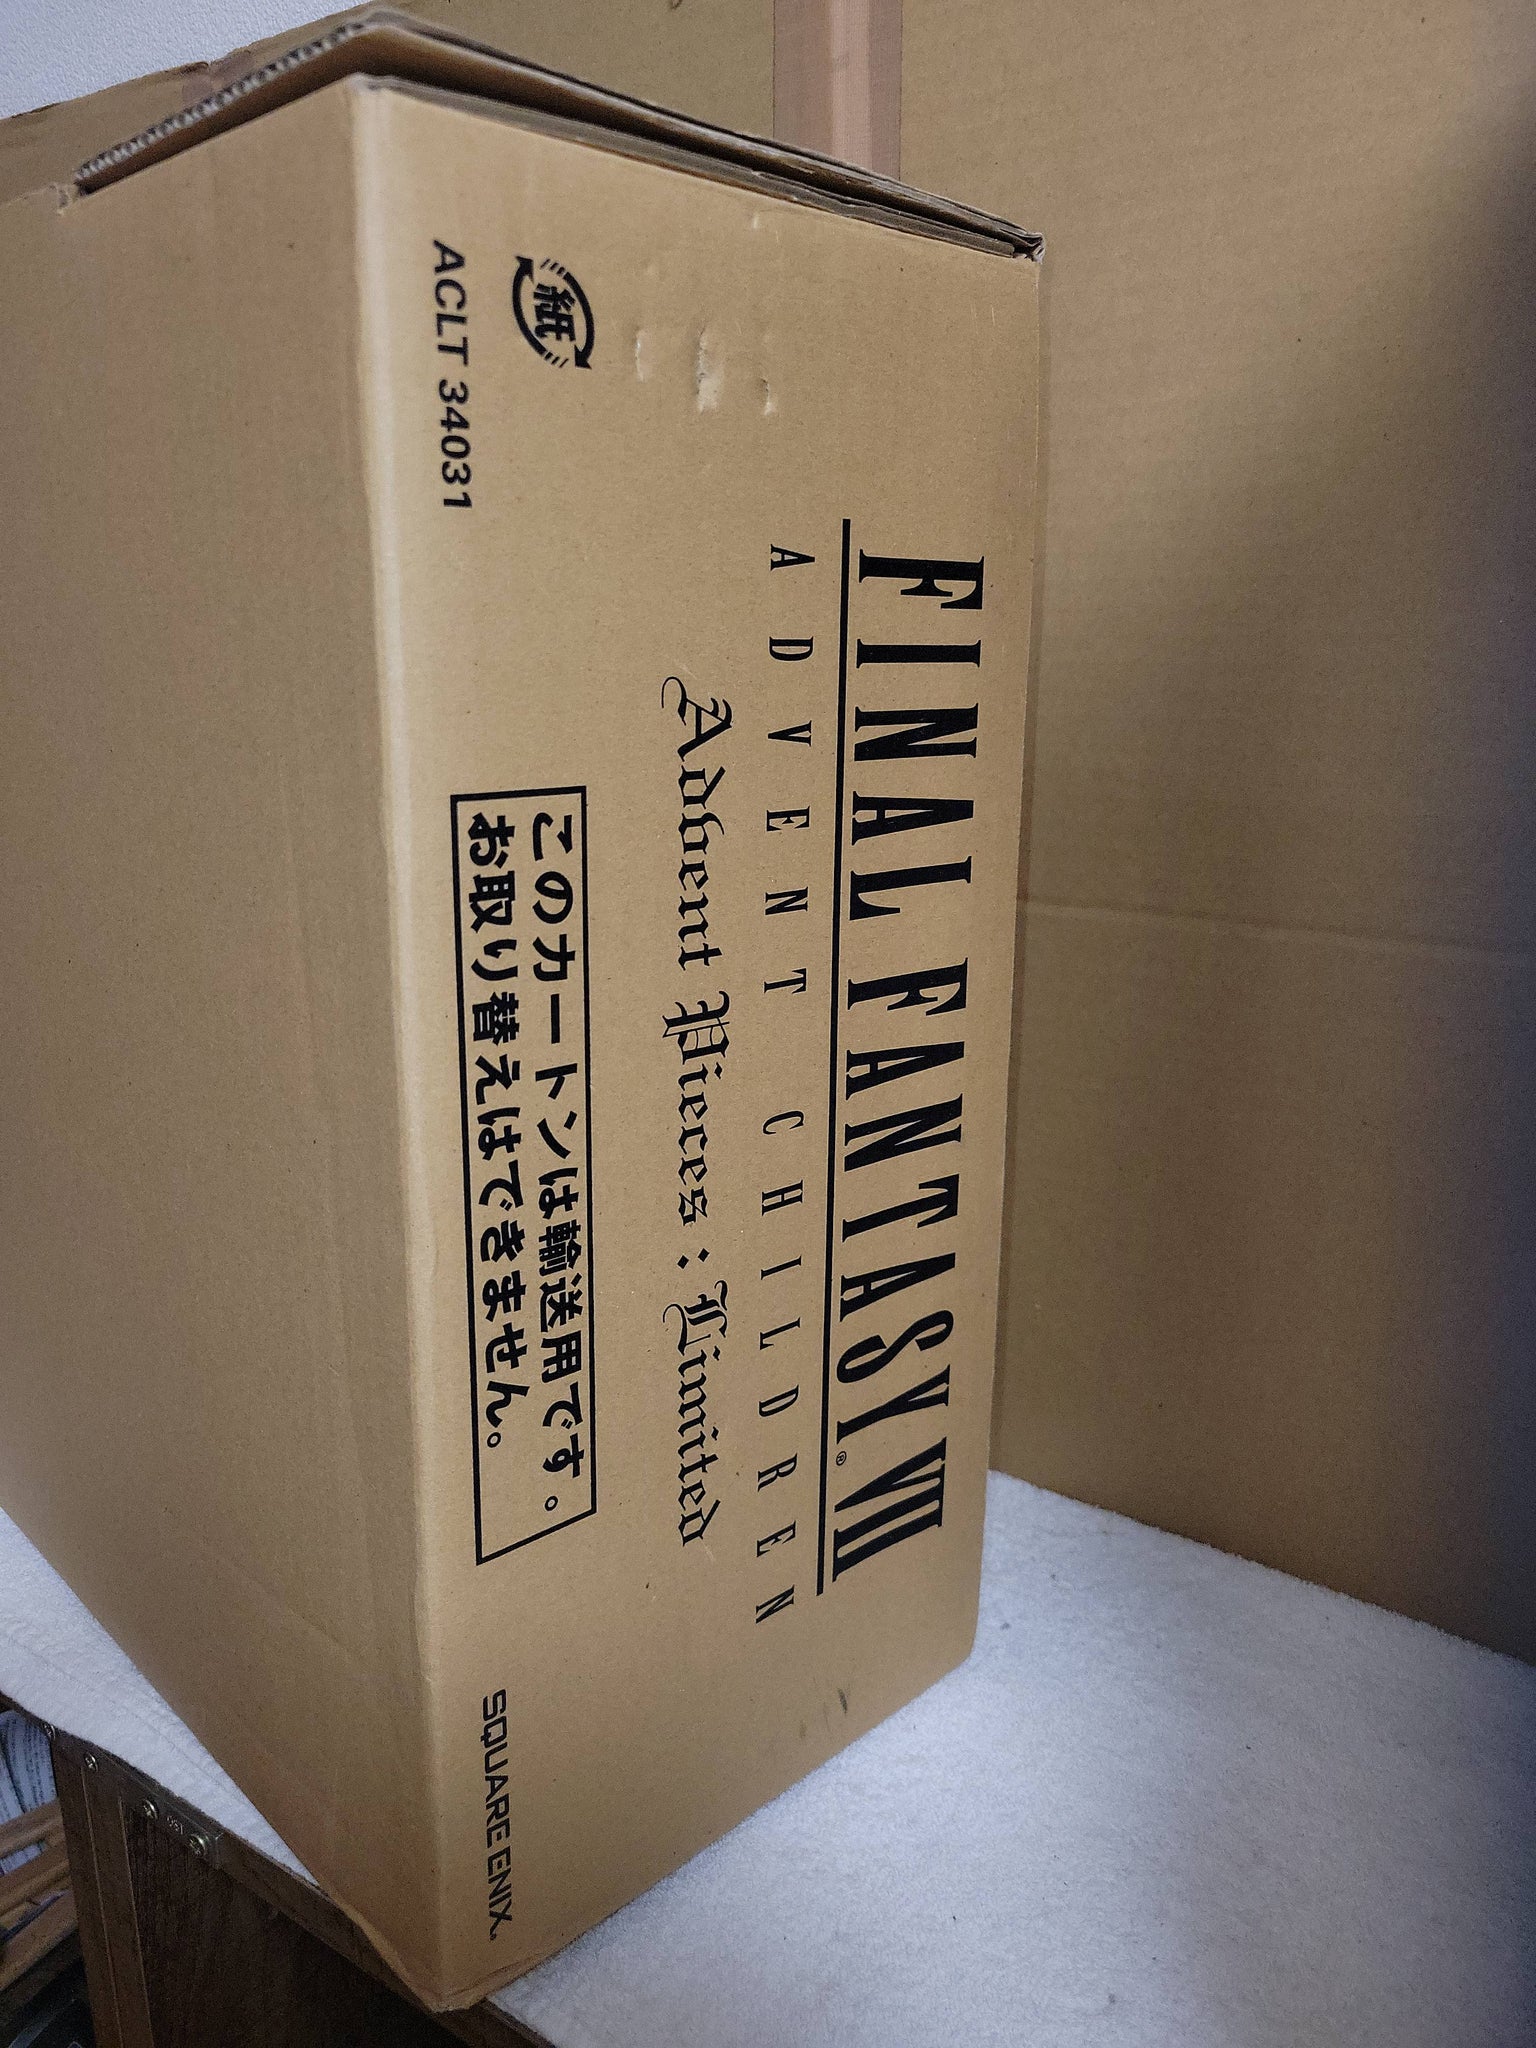 FINAL FANTASY VII
®
ADVENT CHILDREN
Advent Pieces : Limited
紙
ACLT 34031
このカートンは輸送用です。
お取り替えはできません。
SQUARE ENIX.